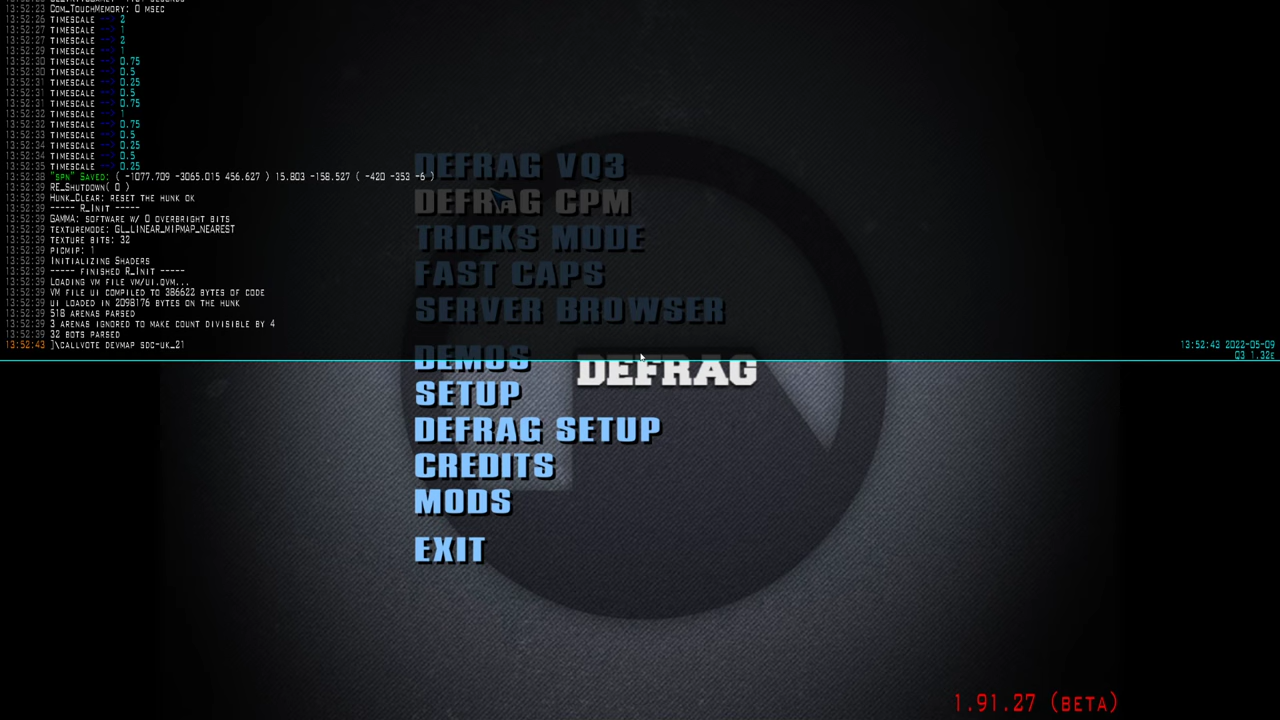 13:52:23 Com_TouchMemory: 0 msec
13:52:26 timescale --> 2
13:52:27 timescale --> 1
13:52:27 timescale --> 2
13:52:29 timescale --> 1
13:52:30 timescale --> 0.75
13:52:30 timescale --> 0.5
13:52:31 timescale --> 0.25
13:52:31 timescale --> 0.5
13:52:31 timescale --> 0.75
13:52:32 timescale --> 1
13:52:32 timescale --> 0.75
13:52:33 timescale --> 0.5
13:52:34 timescale --> 0.25
13:52:34 timescale --> 0.5
13:52:35 timescale --> 0.25
13:52:38 "spn" Saved: ( -1077.709 -3065.015 456.627 ) 15.803 -158.527 ( -420 -353 -6 )
13:52:39 RE_Shutdown( 0 )
13:52:39 Hunk_Clear: reset the hunk ok
13:52:39 ----- R_Init -----
13:52:39 GAMMA: software w/ 0 overbright bits
13:52:39 texturemode: GL_LINEAR_MIPMAP_NEAREST
13:52:39 texture bits: 32
13:52:39 picmip: 1
13:52:39 Initializing Shaders
13:52:39 ----- finished R_Init -----
13:52:39 Loading vm file vm/ui.qvm...
13:52:39 VM file ui compiled to 386622 bytes of code
13:52:39 ui loaded in 2098176 bytes on the hunk
13:52:39 518 arenas parsed
13:52:39 3 arenas ignored to make count divisible by 4
13:52:39 32 bots parsed
13:52:43 ]\callvote devmap sdc-uk_21
13:52:43 2022-05-09
Q3 1.32e
DEFRAG VQ3
DEFRAG CPM
TRICKS MODE
FAST CAPS
SERVER BROWSER
DEMOS
DEFRAG
SETUP
DEFRAG SETUP
CREDITS
MODS
EXIT
1.91.27 (BETA)